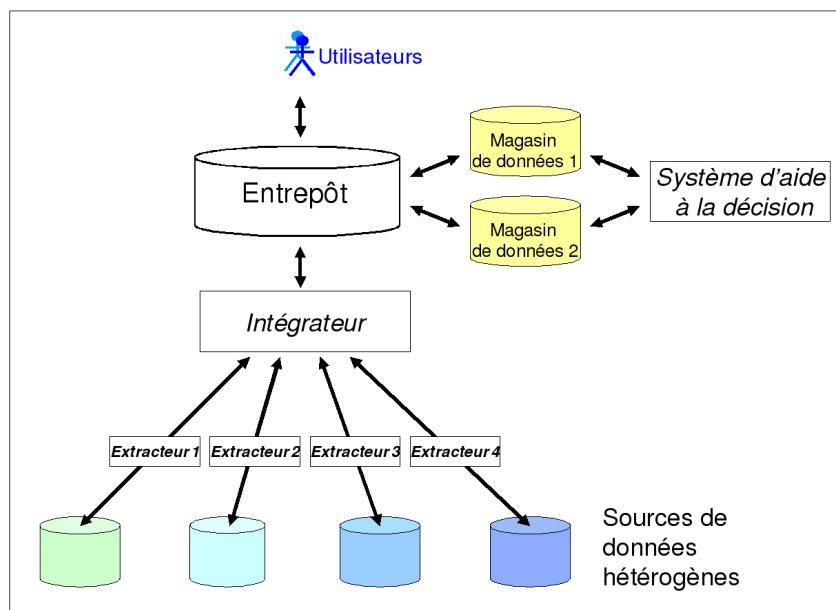 Utilisateurs
Entrepôt
Magasin
de données 1
Magasin
de données 2
Système d'aide
à la décision
Intégrateur
Extracteur 1
Extracteur 2
Extracteur 3
Extracteur 4
Sources de
données
hétérogènes